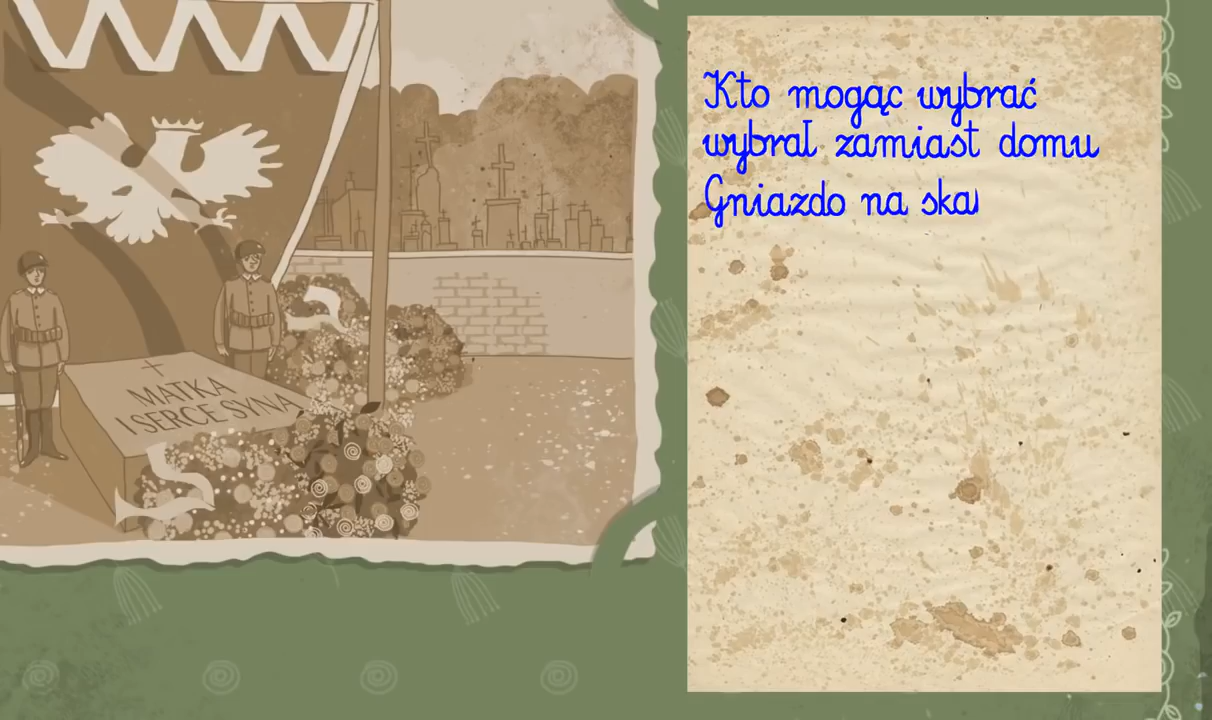 MATKA
I SERCE SYNA
Kto mogąc wybrać
wybrał zamiast domu
Gniazdo na ska